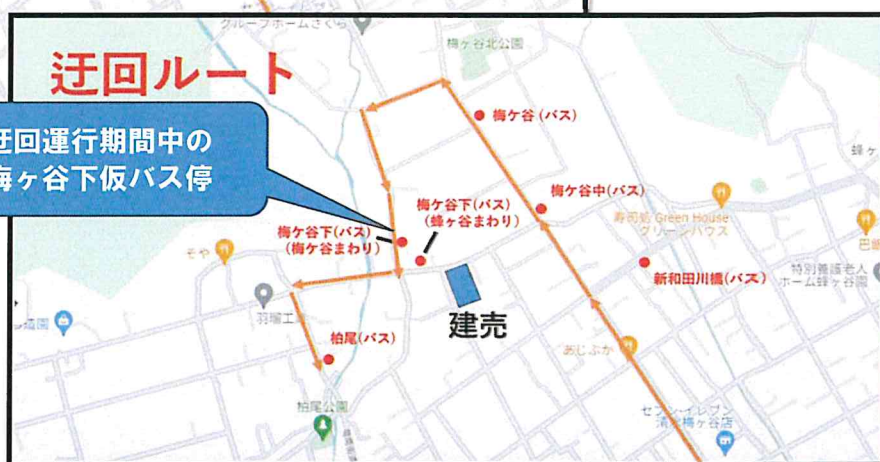 グループホームさくら
梅ヶ谷北公園
迂回ルート
梅ケ谷(バス)
迂回運行期間中の
梅ヶ谷下仮バス停
梅ケ谷中(バス)
梅ケ谷下(バス)
(蜂ヶ谷まわり)
梅ケ谷下(バス)
(梅ケ谷まわり)
寿司処 Green House
グリーンハウス
そや
新和田川橋(バス)
特別養護老人
ホーム蜂ヶ谷園
建売
柏尾(バス)
あじぶか
柏尾公園
セブン-イレブン
清水梅ヶ谷店